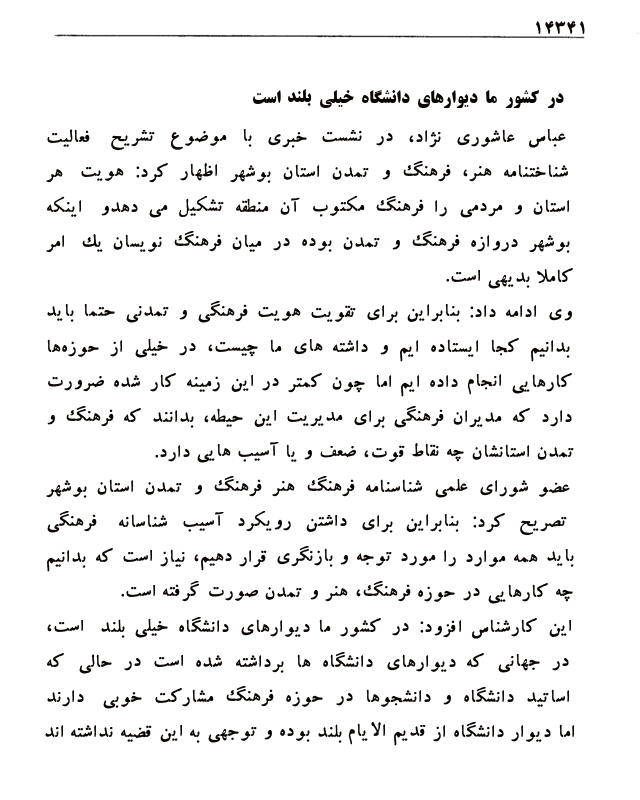 ۱۴۳۴۱
در کشور ما دیوارهای دانشگاه خیلی بلند است
عباس عاشوری نژاد، در نشست خبری با موضوع تشریح فعالیت
شناختنامه هنر، فرهنگ و تمدن استان بوشهر اظهار کرد: هویت هر
استان و مردمی را فرهنگ مکتوب آن منطقه تشکیل می دهدو اینکه
بوشهر دروازه فرهنگ و تمدن بوده در میان فرهنگ نویسان یك امر
کاملا بدیهی است.
وی ادامه داد: بنابراین برای تقویت هویت فرهنگی و تمدنی حتما باید
بدانیم کجا ایستاده ایم و داشته های ما چیست، در خیلی از حوزه‌ها
کارهایی انجام داده ایم اما چون کمتر در این زمینه کار شده ضرورت
دارد که مدیران فرهنگی برای مدیریت این حیطه، بدانند که فرهنگ و
تمدن استانشان چه نقاط قوت، ضعف و یا آسیب هایی دارد.
عضو شورای علمی شناسنامه فرهنگ هنر فرهنگ و تمدن استان بوشهر
تصریح کرد: بنابراین برای داشتن رویکرد آسیب شناسانه فرهنگی
باید همه موارد را مورد توجه و بازنگری قرار دهیم، نیاز است که بدانیم
چه کارهایی در حوزه فرهنگ، هنر و تمدن صورت گرفته است.
این کارشناس افزود: در کشور ما دیوارهای دانشگاه خیلی بلند است،
در جهانی که دیوارهای دانشگاه ها برداشته شده است در حالی که
اساتید دانشگاه و دانشجوها در حوزه فرهنگ مشارکت خوبی دارند
اما دیوار دانشگاه از قدیم الایام بلند بوده و توجهی به این قضیه نداشته اند